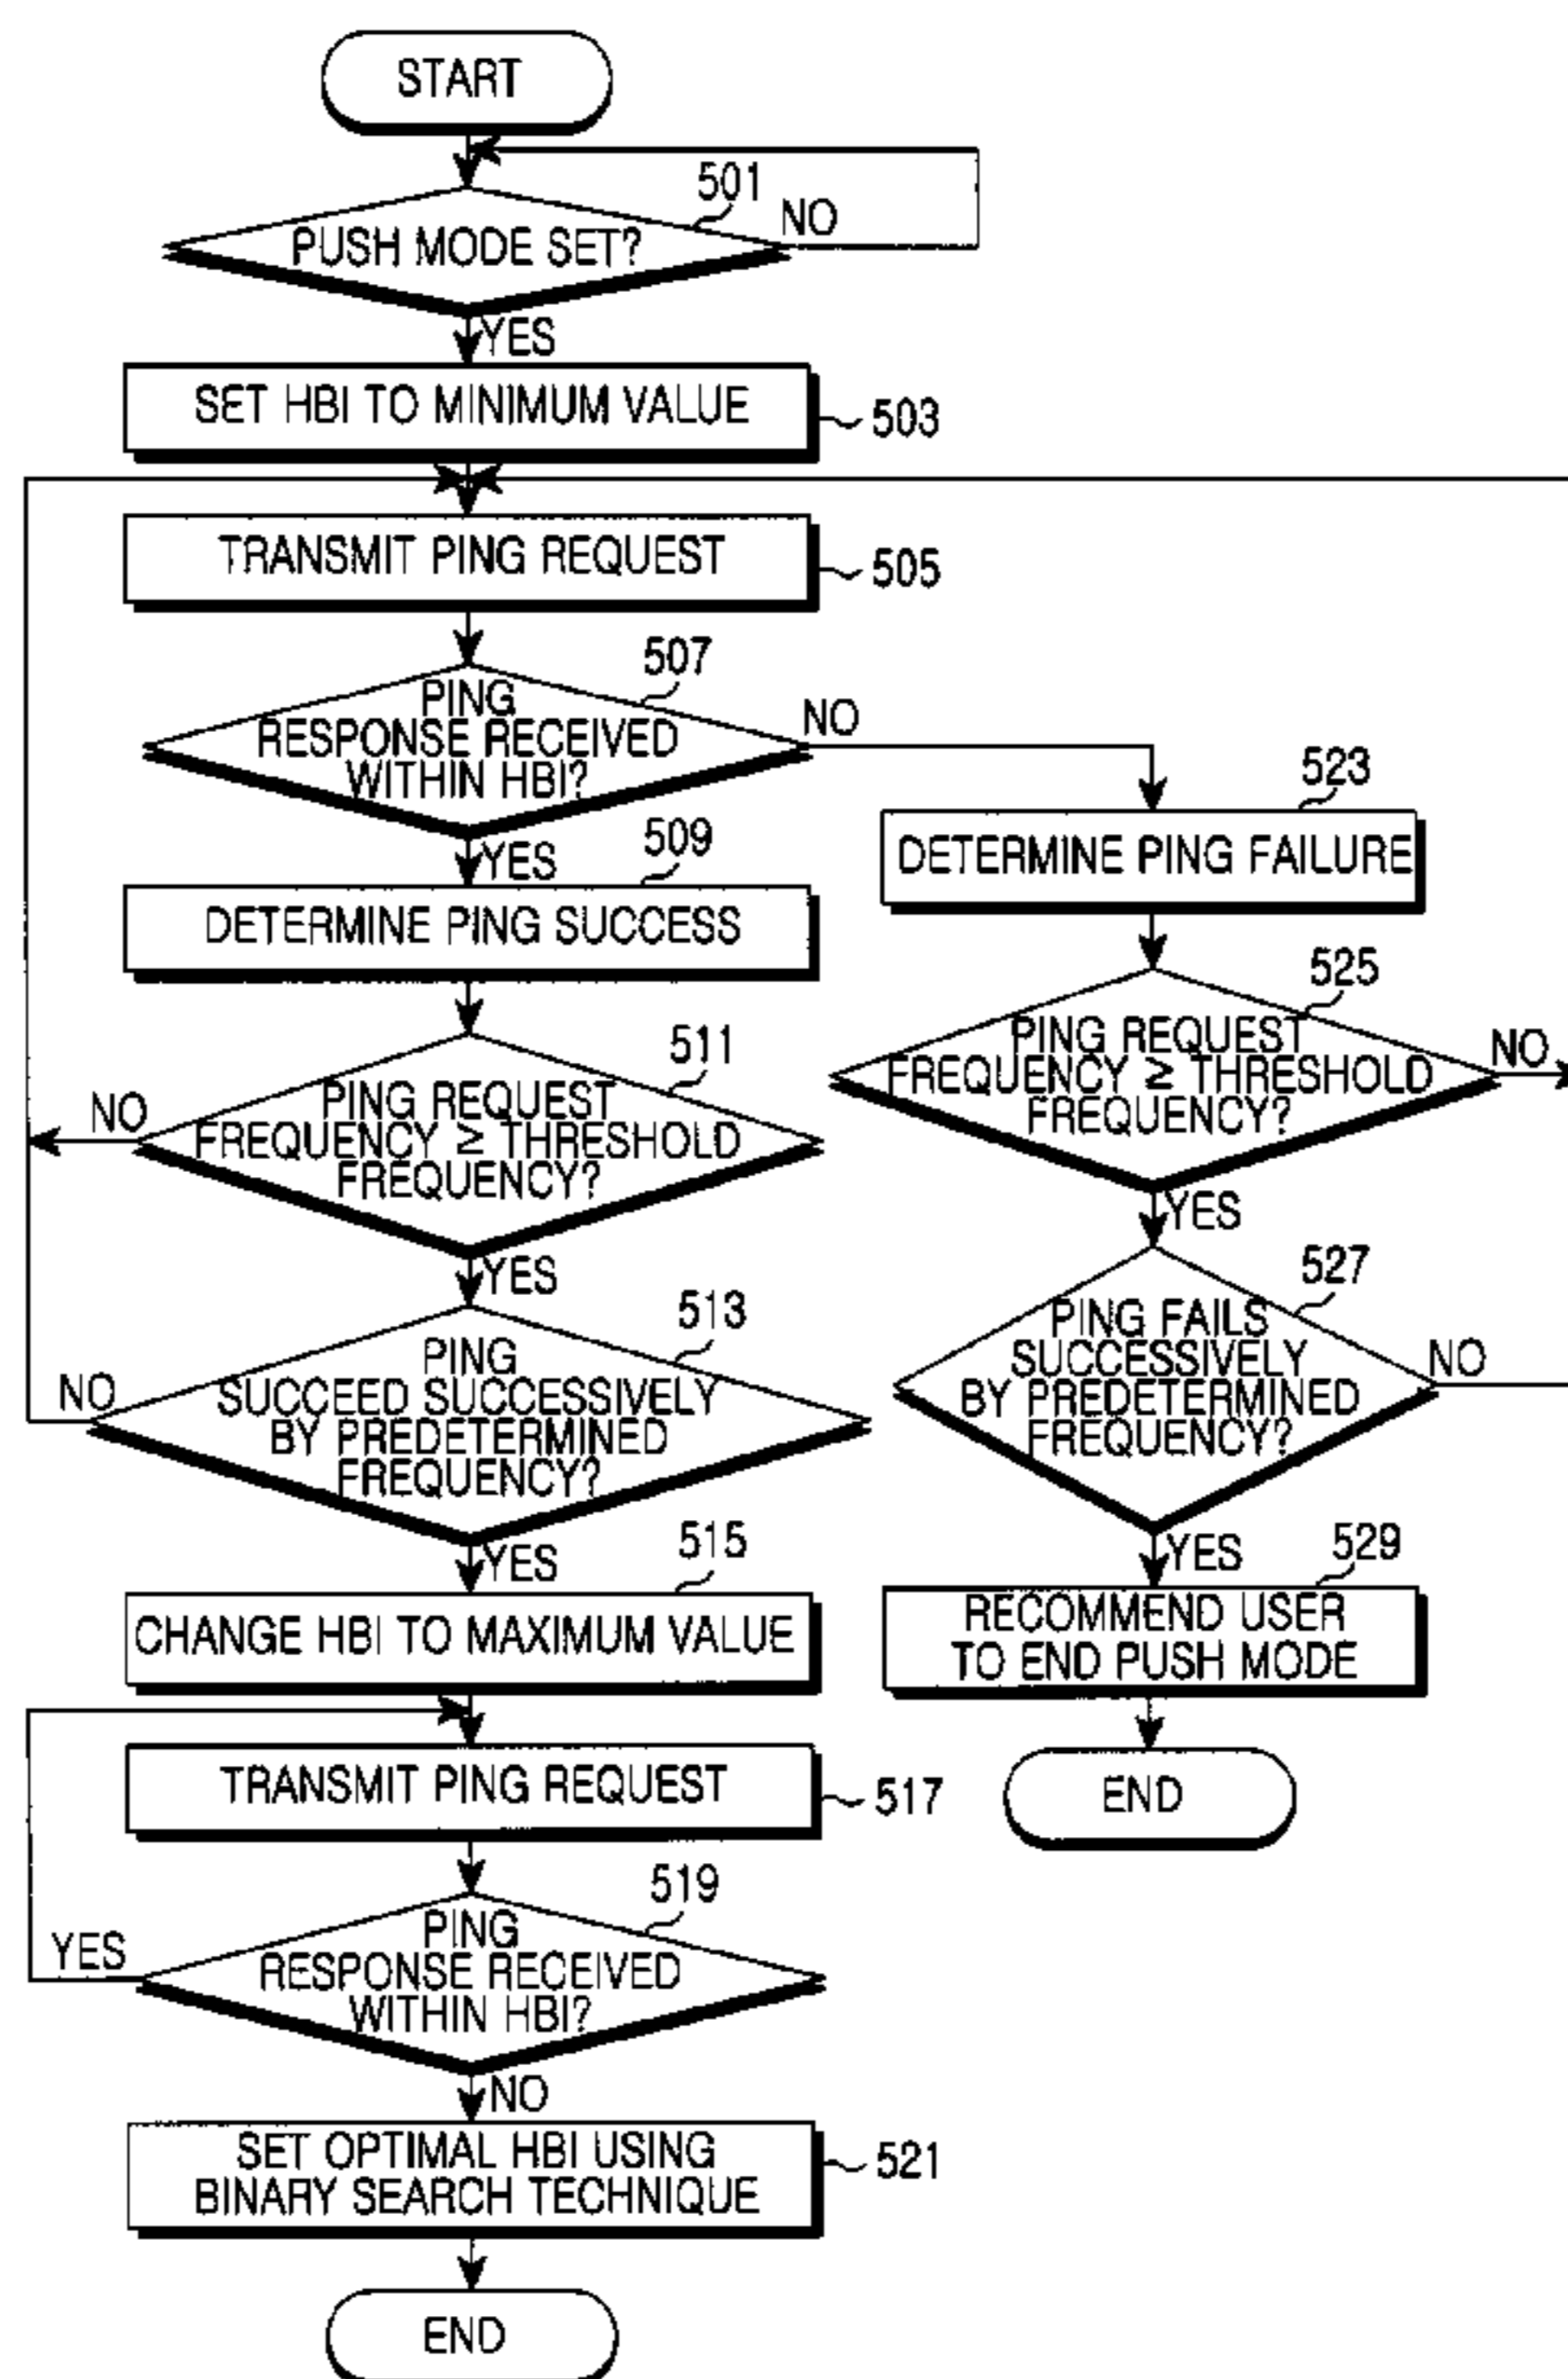 START
501
NO
PUSH MODE SET?
YES
SET HBI TO MINIMUM VALUE
503
TRANSMIT PING REQUEST
505
507
PING
RESPONSE RECEIVED
WITHIN HBI?
NO
YES
509
DETERMINE PING SUCCESS
511
PING REQUEST
FREQUENCY ≥ THRESHOLD
FREQUENCY?
NO
YES
513
PING
SUCCEED SUCCESSIVELY
BY PREDETERMINED
FREQUENCY?
NO
YES
515
CHANGE HBI TO MAXIMUM VALUE
TRANSMIT PING REQUEST
517
519
PING
RESPONSE RECEIVED
WITHIN HBI?
YES
NO
SET OPTIMAL HBI USING
BINARY SEARCH TECHNIQUE
521
END
523
DETERMINE PING FAILURE
525
PING REQUEST
FREQUENCY ≥ THRESHOLD
FREQUENCY?
NO
YES
527
PING FAILS
SUCCESSIVELY
BY PREDETERMINED
FREQUENCY?
NO
YES
529
RECOMMEND USER
TO END PUSH MODE
END